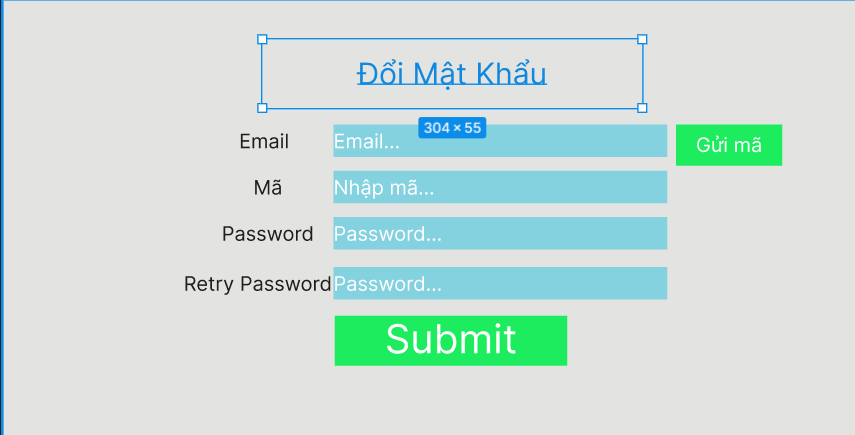 Đổi Mật Khẩu
304 × 55
Email Email... Gửi mã
Mã Nhập mã...
Password Password...
Retry Password Password...
Submit